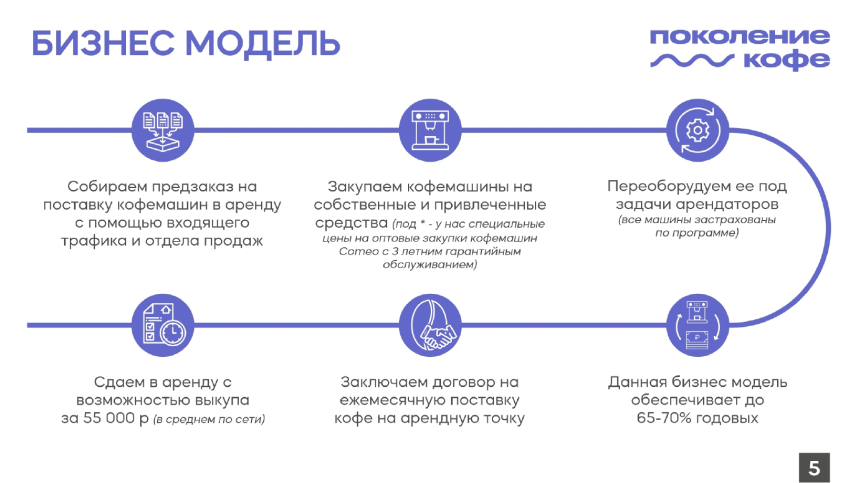 БИЗНЕС МОДЕЛЬ
поколение
кофе
Собираем предзаказ на
поставку кофемашин в аренду
с помощью входящего
трафика и отдела продаж
Закупаем кофемашины на
собственные и привлеченные
средства (под * - у нас специальные
цены на оптовые закупки кофемашин
Comeo с 3 летним гарантийным
обслуживанием)
Переоборудуем ее под
задачи арендаторов
(все машины застрахованы
по программе)
Сдаем в аренду с
возможностью выкупа
за 55 000 р (в среднем по сети)
Заключаем договор на
ежемесячную поставку
кофе на арендную точку
Данная бизнес модель
обеспечивает до
65-70% годовых
5